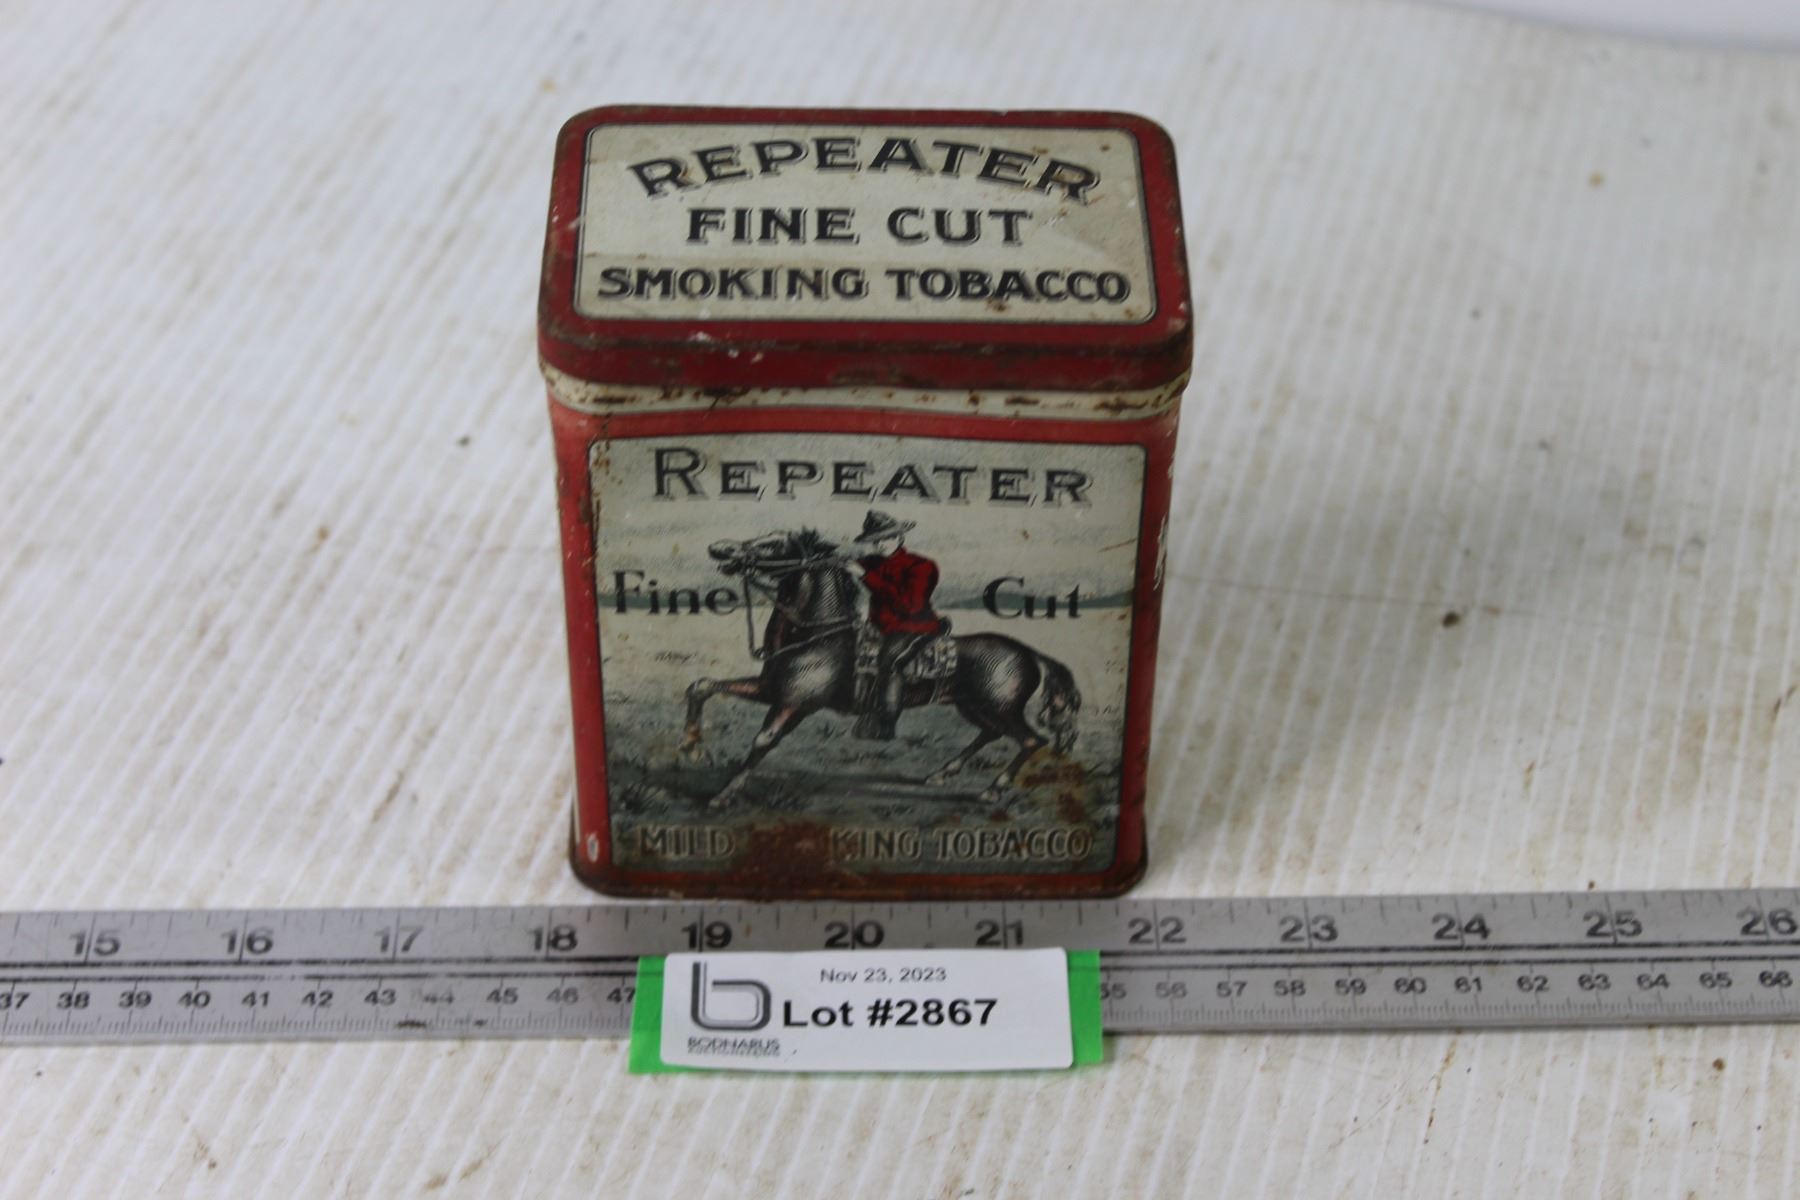 REPEATER
FINE CUT
SMOKING TOBACCO
REPEATER
Fine Cut
MILD KING TOBACCO
15 16 17 18 19 20 21 22 23 24 25 26
37 38 39 40 41 42 43 44 45 46 47 55 56 57 58 59 60 61 62 63 64 65 66
Nov 23, 2023
Lot #2867
BODNARUS
AUCTIONEERING